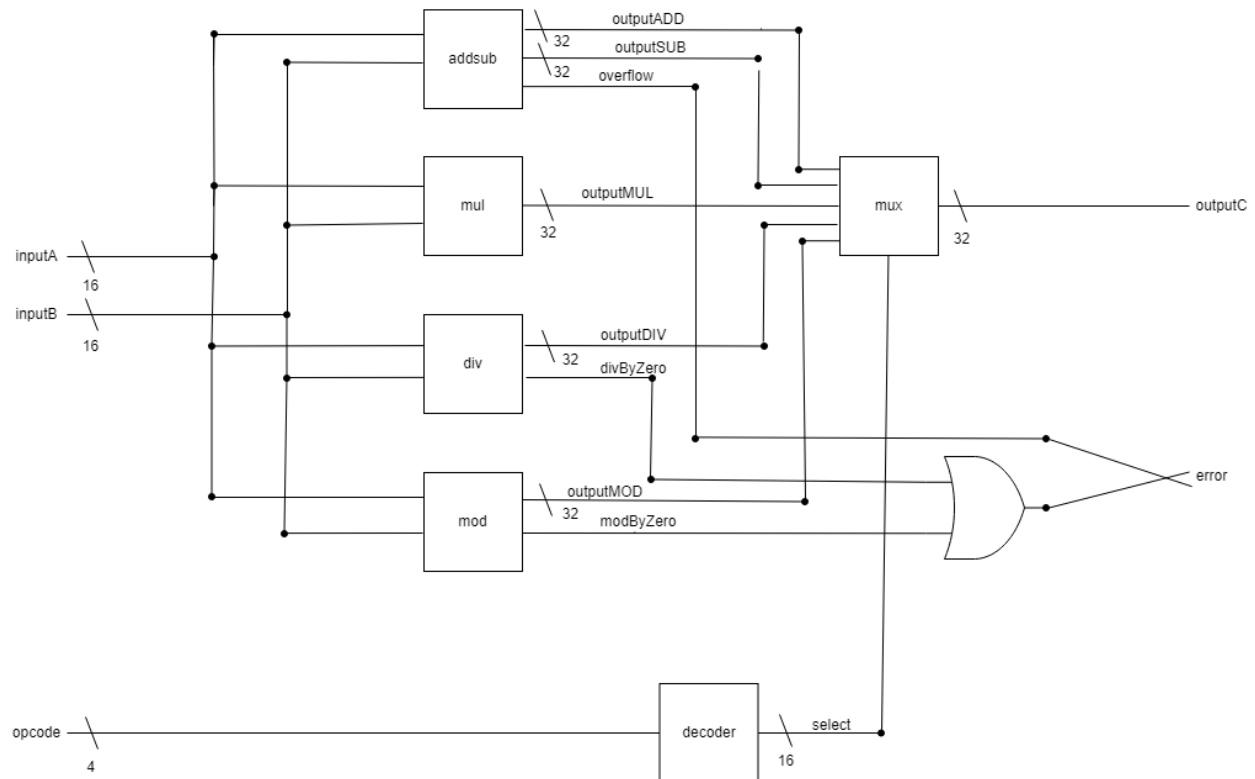 outputADD
32
outputSUB
32
addsub
overflow
mul
outputMUL
32
mux
32
outputC
inputA
16
inputB
16
outputDIV
32
div
divByZero
outputMOD
32
mod
modByZero
error
opcode
4
decoder
select
16